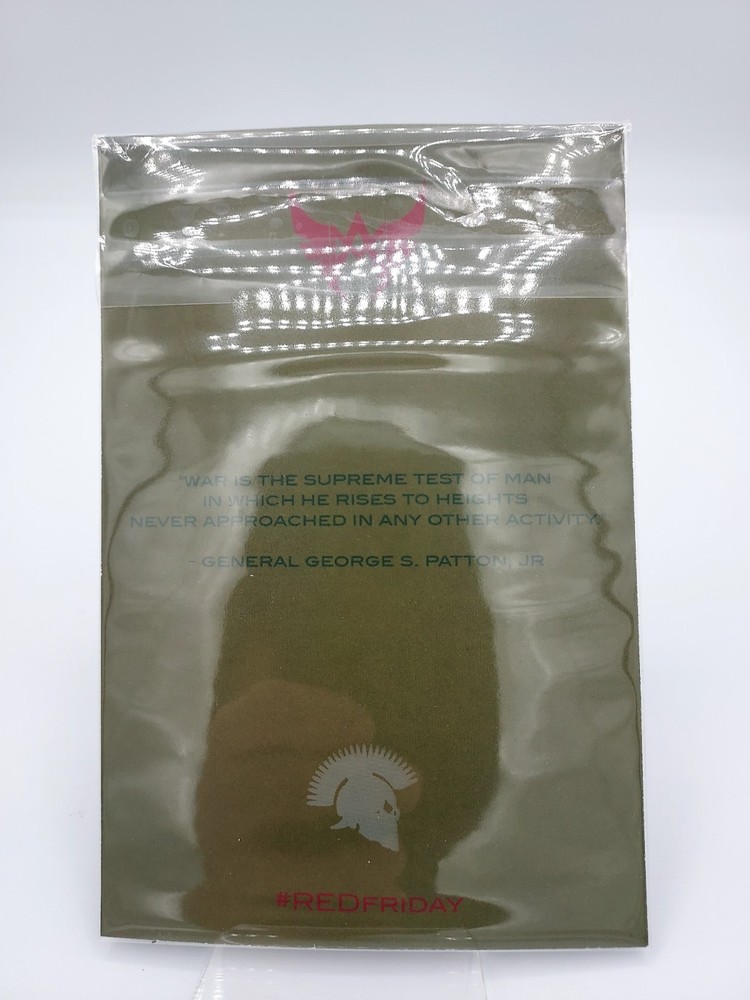 "WAR IS THE SUPREME TEST OF MAN
IN WHICH HE RISES TO HEIGHTS
NEVER APPROACHED IN ANY OTHER ACTIVITY."
- GENERAL GEORGE S. PATTON, JR
#REDFRIDAY